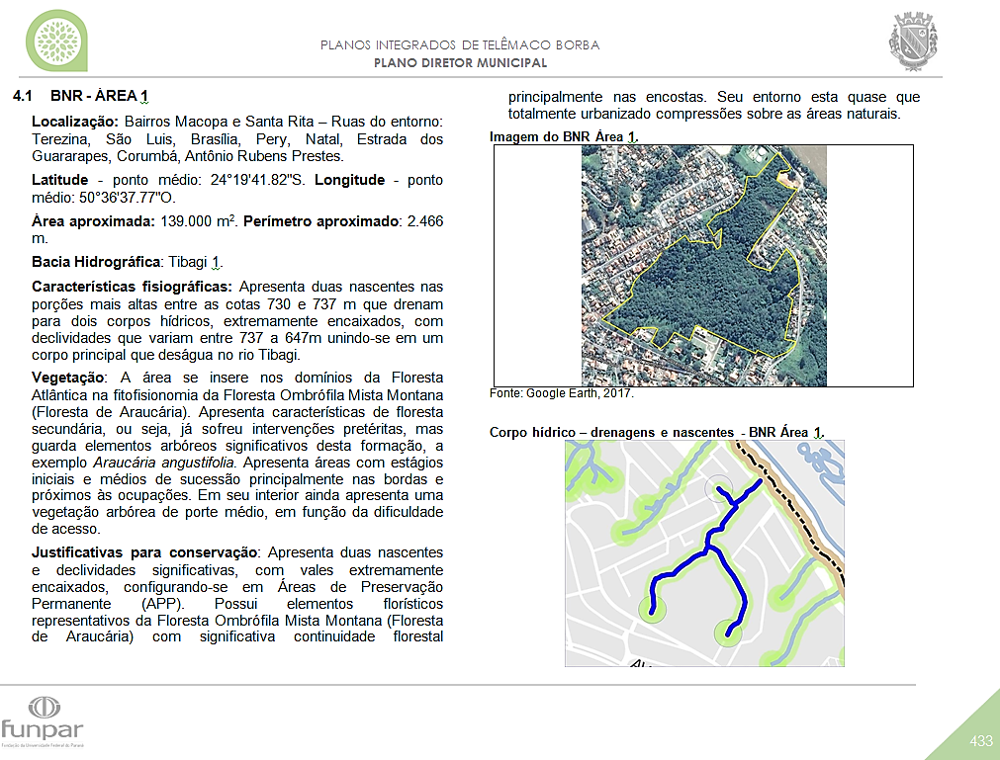 PLANOS INTEGRADOS DE TELÊMACO BORBA
PLANO DIRETOR MUNICIPAL
4.1 BNR - ÁREA 1
Localização: Bairros Macopa e Santa Rita – Ruas do entorno:
Terezina, São Luis, Brasília, Pery, Natal, Estrada dos
Guararapes, Corumbá, Antônio Rubens Prestes.
Latitude - ponto médio: 24°19'41.82"S. Longitude - ponto
médio: 50°36'37.77"O.
Área aproximada: 139.000 m². Perímetro aproximado: 2.466
m.
Bacia Hidrográfica: Tibagi 1.
Características fisiográficas: Apresenta duas nascentes nas
porções mais altas entre as cotas 730 e 737 m que drenam
para dois corpos hídricos, extremamente encaixados, com
declividades que variam entre 737 a 647m unindo-se em um
corpo principal que deságua no rio Tibagi.
Vegetação: A área se insere nos domínios da Floresta
Atlântica na fitofisionomia da Floresta Ombrófila Mista Montana
(Floresta de Araucária). Apresenta características de floresta
secundária, ou seja, já sofreu intervenções pretéritas, mas
guarda elementos arbóreos significativos desta formação, a
exemplo Araucária angustifolia. Apresenta áreas com estágios
iniciais e médios de sucessão principalmente nas bordas e
próximos às ocupações. Em seu interior ainda apresenta uma
vegetação arbórea de porte médio, em função da dificuldade
de acesso.
Justificativas para conservação: Apresenta duas nascentes
e declividades significativas, com vales extremamente
encaixados, configurando-se em Áreas de Preservação
Permanente (APP). Possui elementos florísticos
representativos da Floresta Ombrófila Mista Montana (Floresta
de Araucária) com significativa continuidade florestal
principalmente nas encostas. Seu entorno esta quase que
totalmente urbanizado compressões sobre as áreas naturais.
Imagem do BNR Área 1.
Fonte: Google Earth, 2017.
Corpo hídrico – drenagens e nascentes - BNR Área 1.
funpar
Fundação da Universidade Federal do Paraná
433